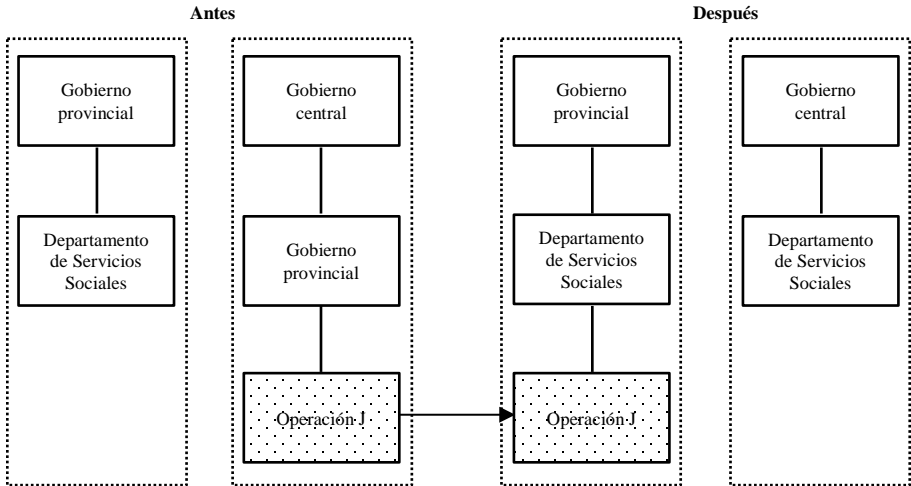 Antes
Después
Gobierno
provincial
Gobierno
central
Gobierno
provincial
Gobierno
central
Departamento
de Servicios
Sociales
Gobierno
provincial
Departamento
de Servicios
Sociales
Departamento
de Servicios
Sociales
Operación J
Operación J